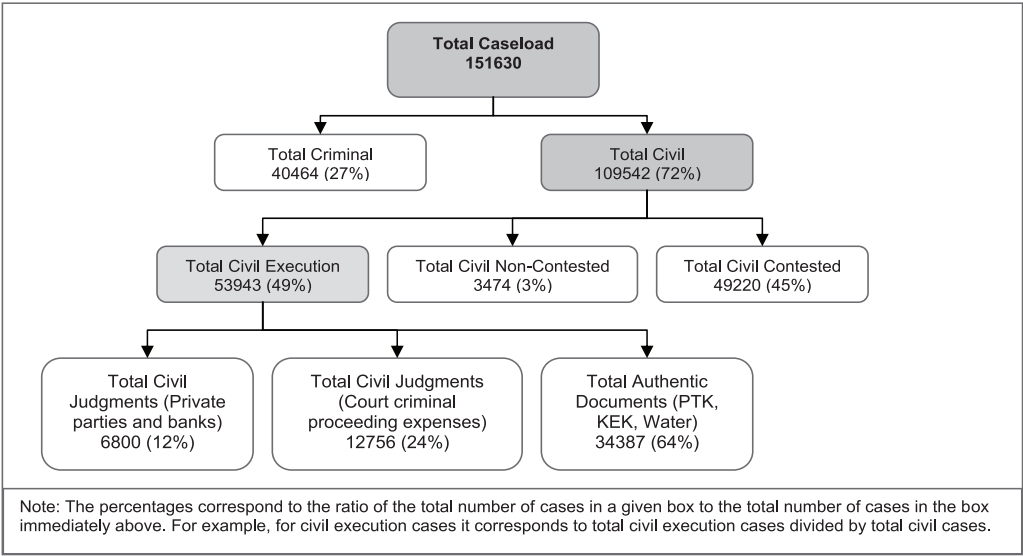 Total Caseload
151630
Total Criminal
40464 (27%)
Total Civil
109542 (72%)
Total Civil Execution
53943 (49%)
Total Civil Non-Contested
3474 (3%)
Total Civil Contested
49220 (45%)
Total Civil
Judgments (Private
parties and banks)
6800 (12%)
Total Civil Judgments
(Court criminal
proceeding expenses)
12756 (24%)
Total Authentic
Documents (PTK,
KEK, Water)
34387 (64%)
Note: The percentages correspond to the ratio of the total number of cases in a given box to the total number of cases in the box
immediately above. For example, for civil execution cases it corresponds to total civil execution cases divided by total civil cases.